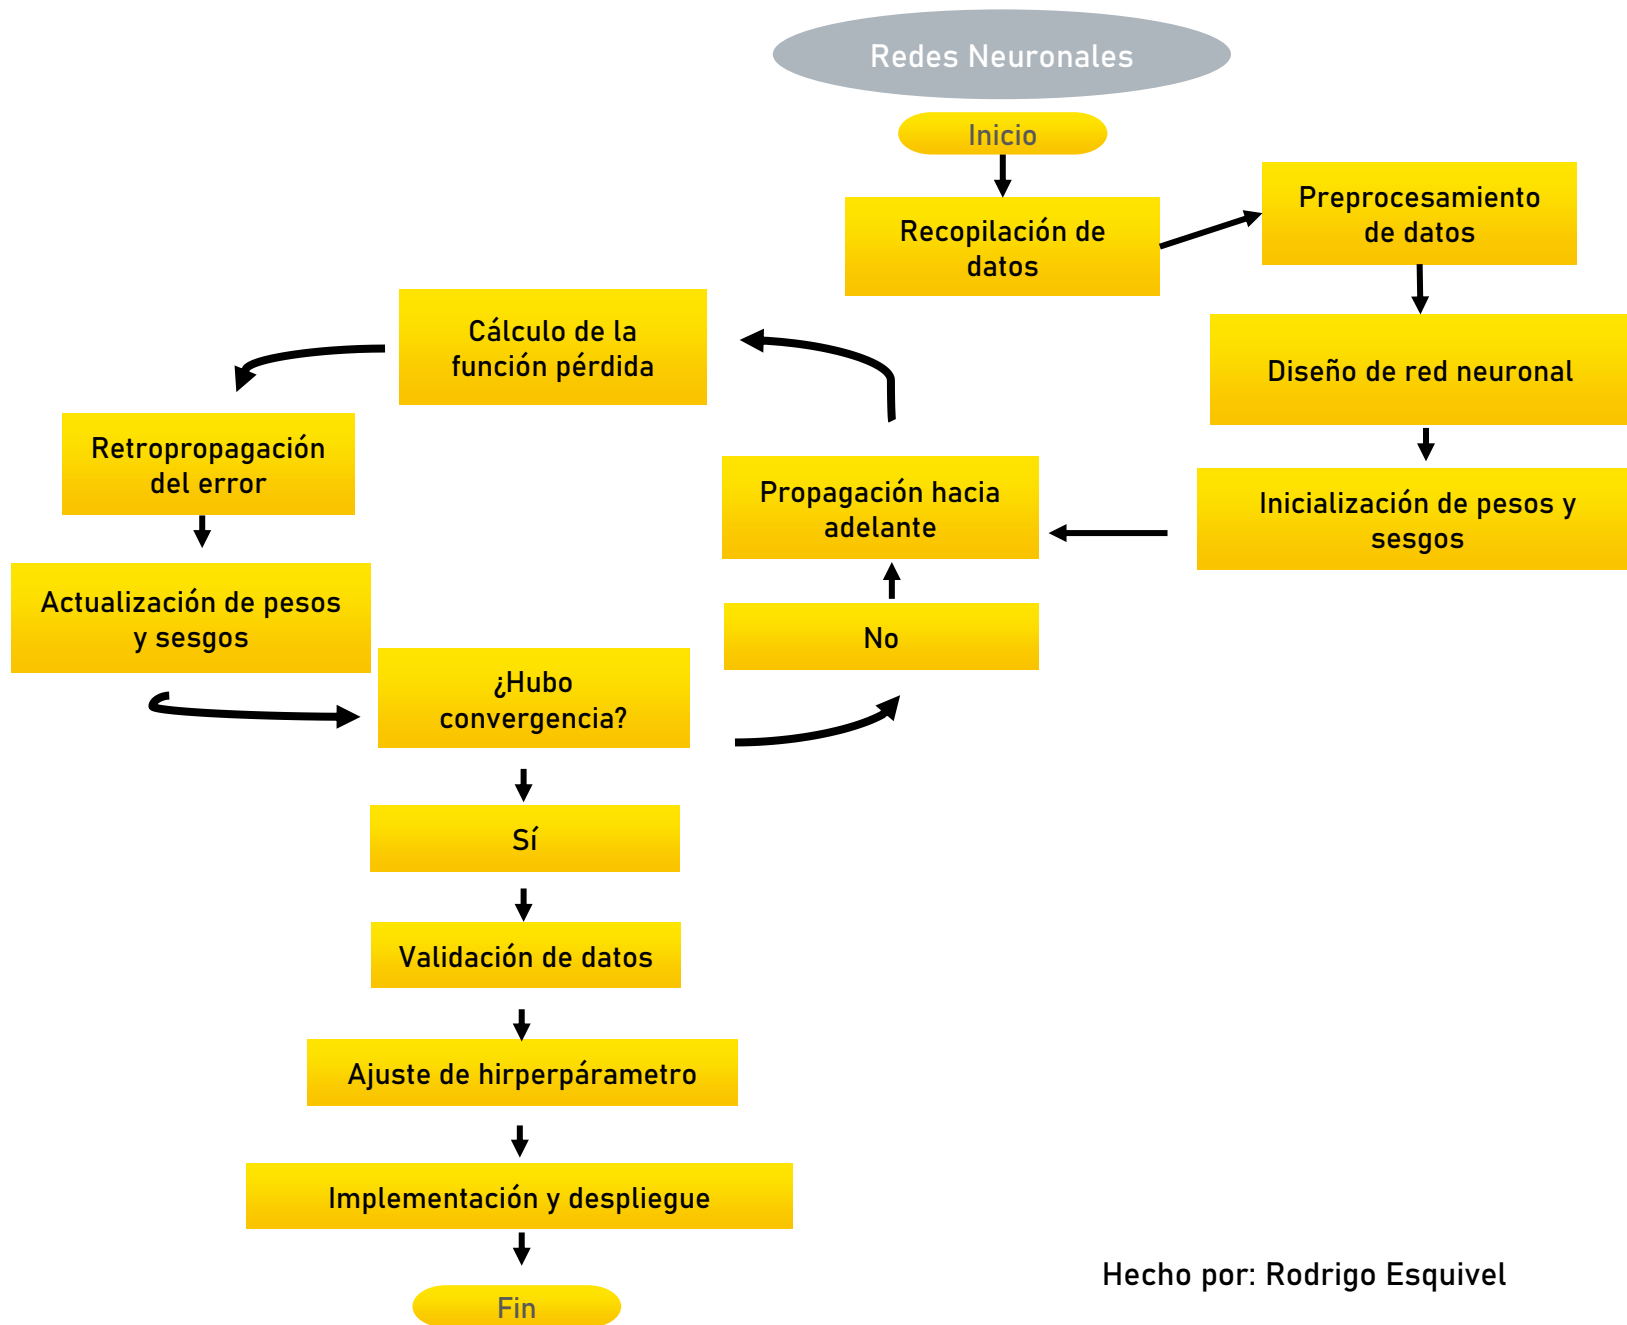 Redes Neuronales
Inicio
Recopilación de
datos
Preprocesamiento
de datos
Diseño de red neuronal
Inicialización de pesos y
sesgos
Propagación hacia
adelante
Cálculo de la
función pérdida
Retropropagación
del error
Actualización de pesos
y sesgos
¿Hubo
convergencia?
No
Sí
Validación de datos
Ajuste de hirperpárametro
Implementación y despliegue
Fin
Hecho por: Rodrigo Esquivel